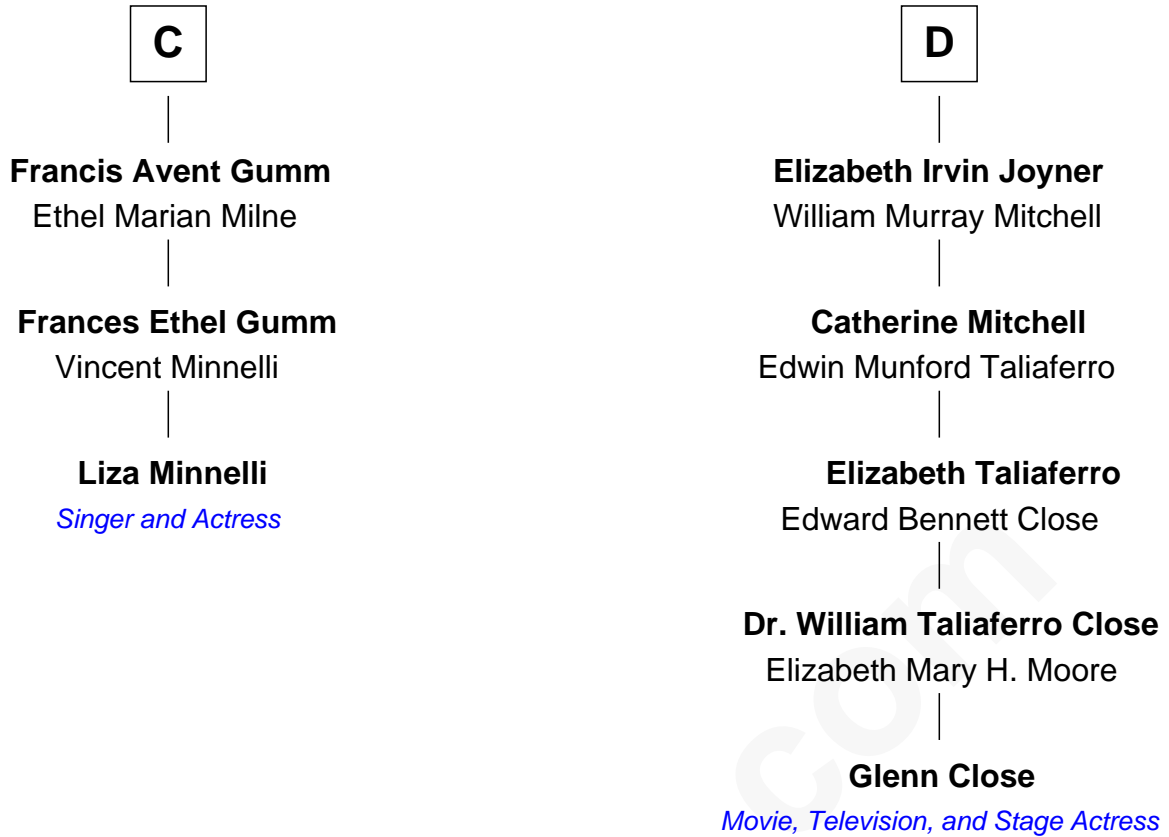 C
Francis Avent Gumm
Ethel Marian Milne
Frances Ethel Gumm
Vincent Minnelli
Liza Minnelli
Singer and Actress
D
Elizabeth Irvin Joyner
William Murray Mitchell
Catherine Mitchell
Edwin Munford Taliaferro
Elizabeth Taliaferro
Edward Bennett Close
Dr. William Taliaferro Close
Elizabeth Mary H. Moore
Glenn Close
Movie, Television, and Stage Actress
com